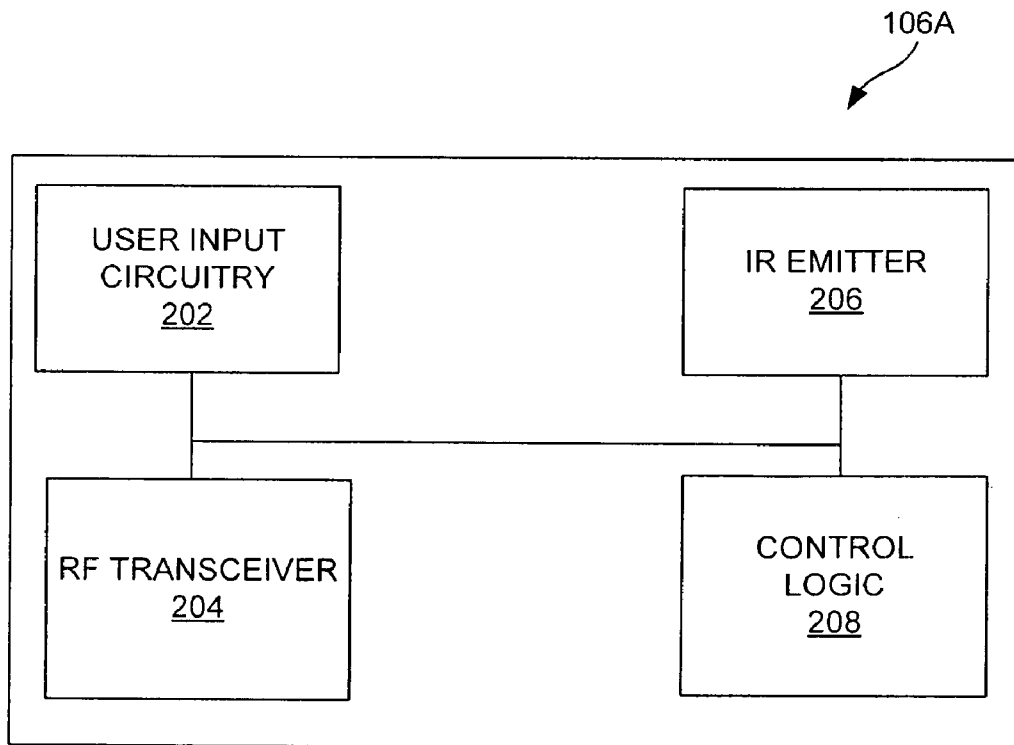 106A
USER INPUT
CIRCUITRY
202
IR EMITTER
206
RF TRANSCEIVER
204
CONTROL
LOGIC
208